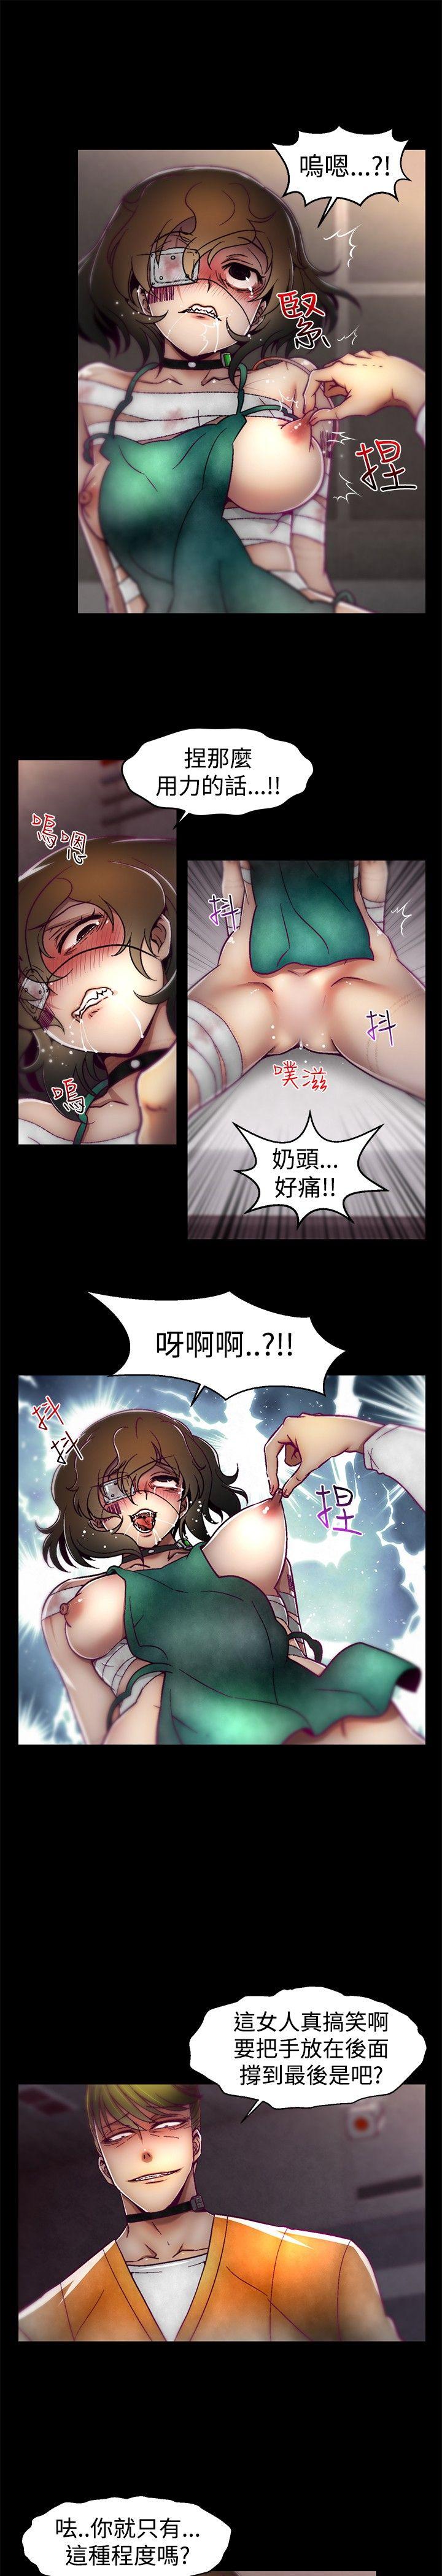 嗚嗯...?!
緊
捏
捏那麼
用力的話...!!
嗚嗯
嗚
抖
抖
噗滋
奶頭...
好痛!!
呀啊啊..?!!
抖
抖
捏
這女人真搞笑啊
要把手放在後面
撐到最後是吧?
呿..你就只有...
這種程度嗎?